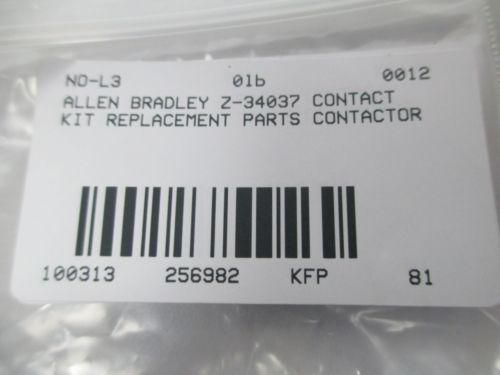 NO-L3 01b 0012
ALLEN BRADLEY Z-34037 CONTACT
KIT REPLACEMENT PARTS CONTACTOR
100313 256982 KFP 81